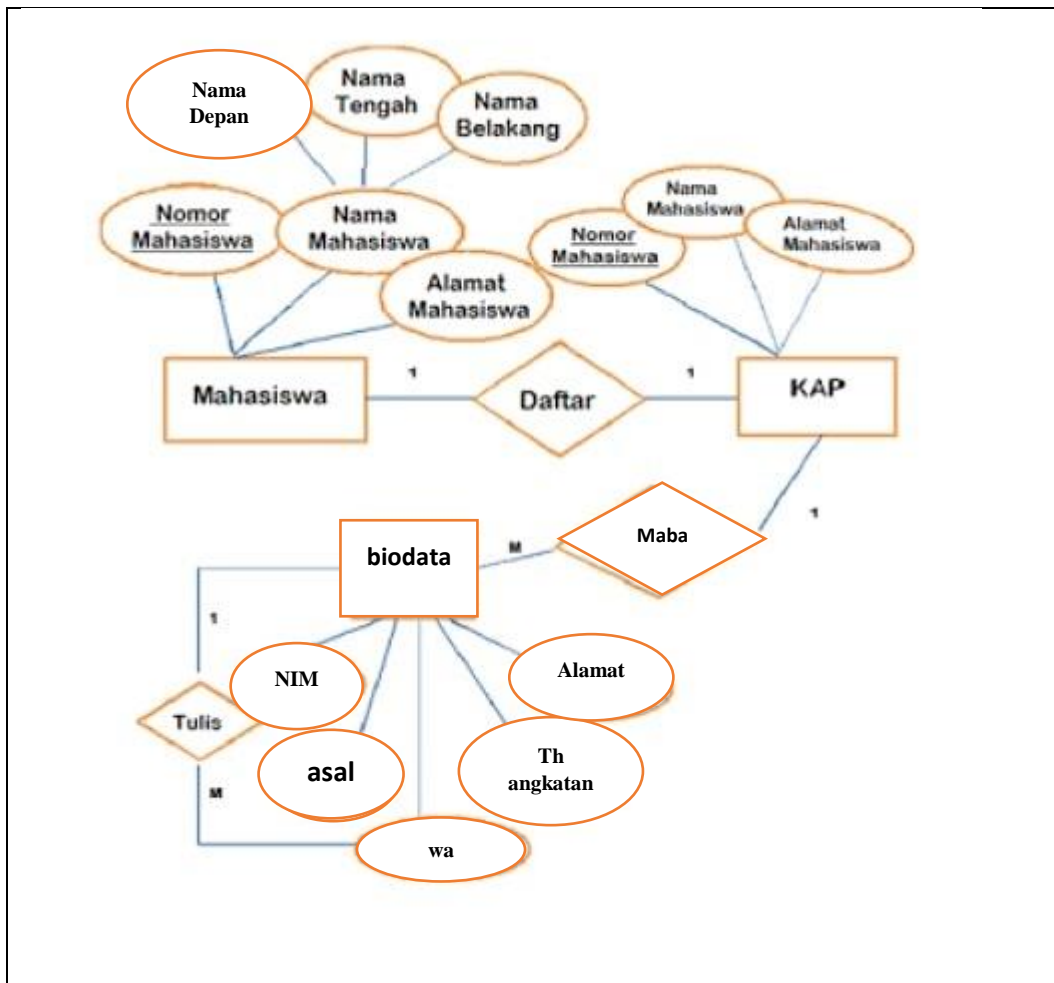 Nama
Depan
Nama
Tengah
Nama
Belakang
Nomor
Mahasiswa
Nama
Mahasiswa
Alamat
Mahasiswa
Nomor
Mahasiswa
Nama
Mahasiswa
Alamat
Mahasiswa
Mahasiswa
1
Daftar
1
KAP
1
Maba
M
biodata
1
NIM
Alamat
Tulis
asal
Th
angkatan
M
wa